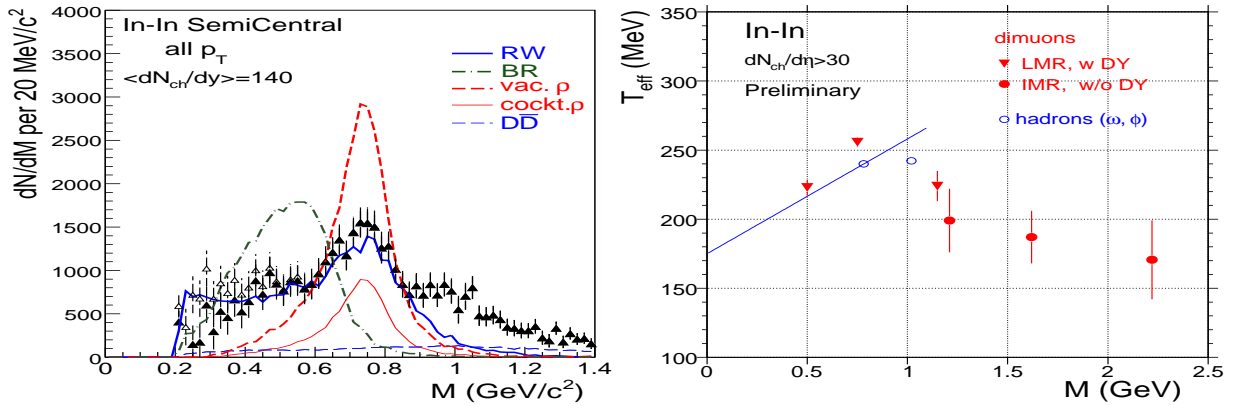 In-In SemiCentral
all p_T
<dN_ch/dy>=140
RW
BR
vac. ρ
cockt.ρ
DD̅
dN/dM per 20 MeV/c²
4000
3500
3000
2500
2000
1500
1000
500
0
0 0.2 0.4 0.6 0.8 1 1.2 1.4
M (GeV/c²)
In-In
dN_ch/dη>30
Preliminary
dimuons
LMR, w DY
IMR, w/o DY
hadrons (ω, ϕ)
T_eff (MeV)
350
300
250
200
150
100
0 0.5 1 1.5 2 2.5
M (GeV)